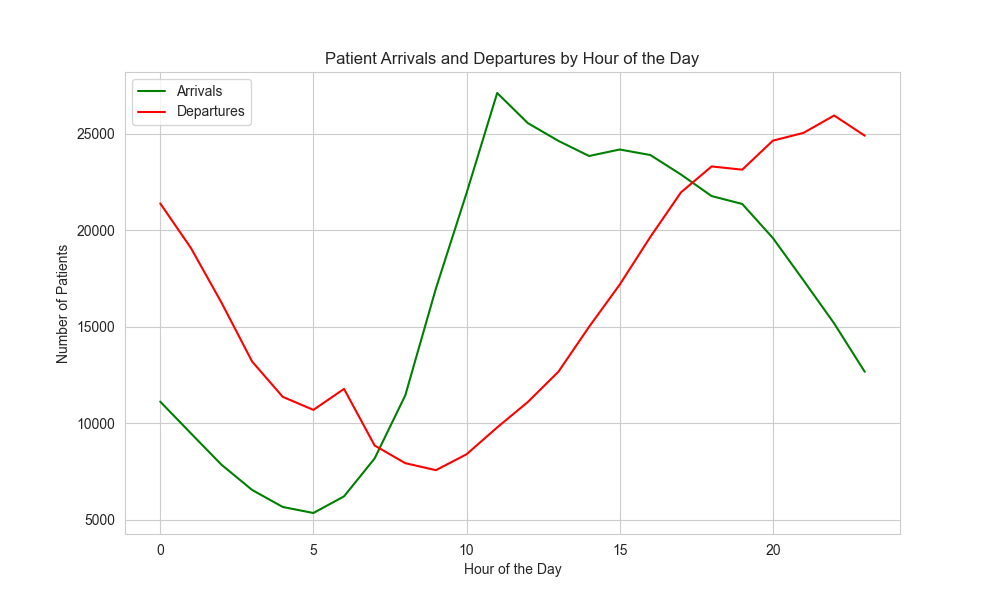 Patient Arrivals and Departures by Hour of the Day
Arrivals
Departures
Number of Patients
25000
20000
15000
10000
5000
0 5 10 15 20
Hour of the Day